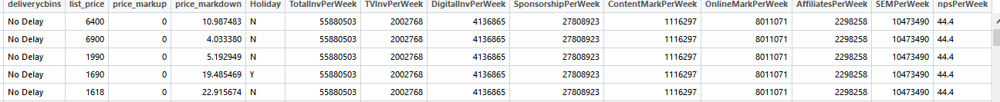 deliverycbins list_price price_markup price_markdown Holiday TotalInvPerWeek TVInvPerWeek DigitalInvPerWeek SponsorshipPerWeek ContentMarkPerWeek OnlineMarkPerWeek AffiliatesPerWeek SEMPerWeek npsPerWeek
No Delay 6400 0 10.987483 N 55880503 2002768 4136865 27808923 1116297 8011071 2298258 10473490 44.4
No Delay 6900 0 4.033380 N 55880503 2002768 4136865 27808923 1116297 8011071 2298258 10473490 44.4
No Delay 1990 0 5.192949 N 55880503 2002768 4136865 27808923 1116297 8011071 2298258 10473490 44.4
No Delay 1690 0 19.485469 Y 55880503 2002768 4136865 27808923 1116297 8011071 2298258 10473490 44.4
No Delay 1618 0 22.915674 N 55880503 2002768 4136865 27808923 1116297 8011071 2298258 10473490 44.4